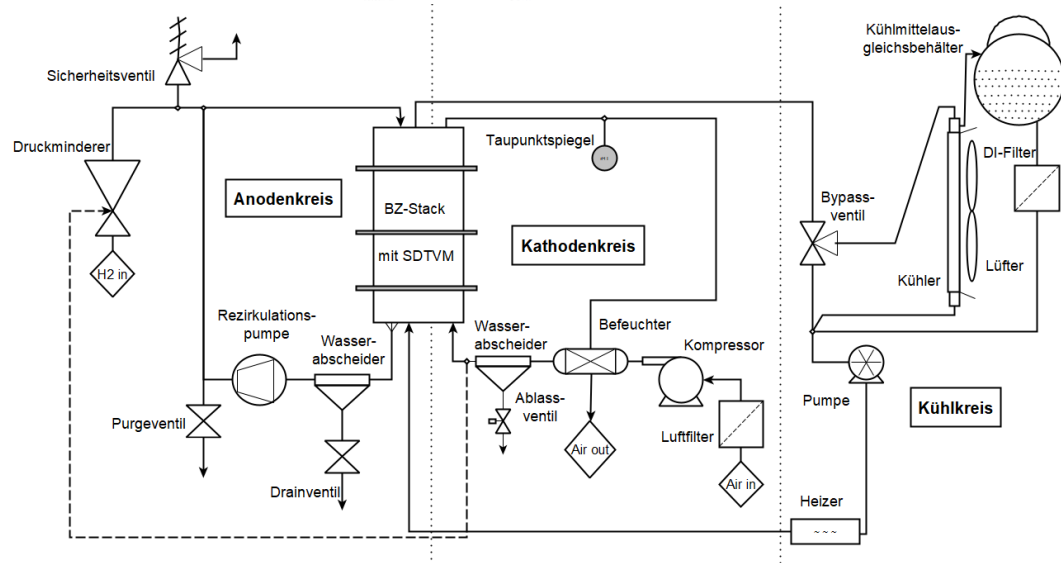 Kühlmittelaus-
gleichsbehälter
Sicherheitsventil
Druckminderer
Taupunktspiegel
DI-Filter
Anodenkreis
BZ-Stack
Bypass-
ventil
Kathodenkreis
mit SDTVM
H2 in
Kühler
Lüfter
Rezirkulations-
pumpe
Wasser-
abscheider
Wasser-
abscheider
Befeuchter
Kompressor
Ablass-
ventil
Pumpe
Kühlkreis
Purgeventil
Luftfilter
Air out
Drainventil
Air in
Heizer
~ ~ ~